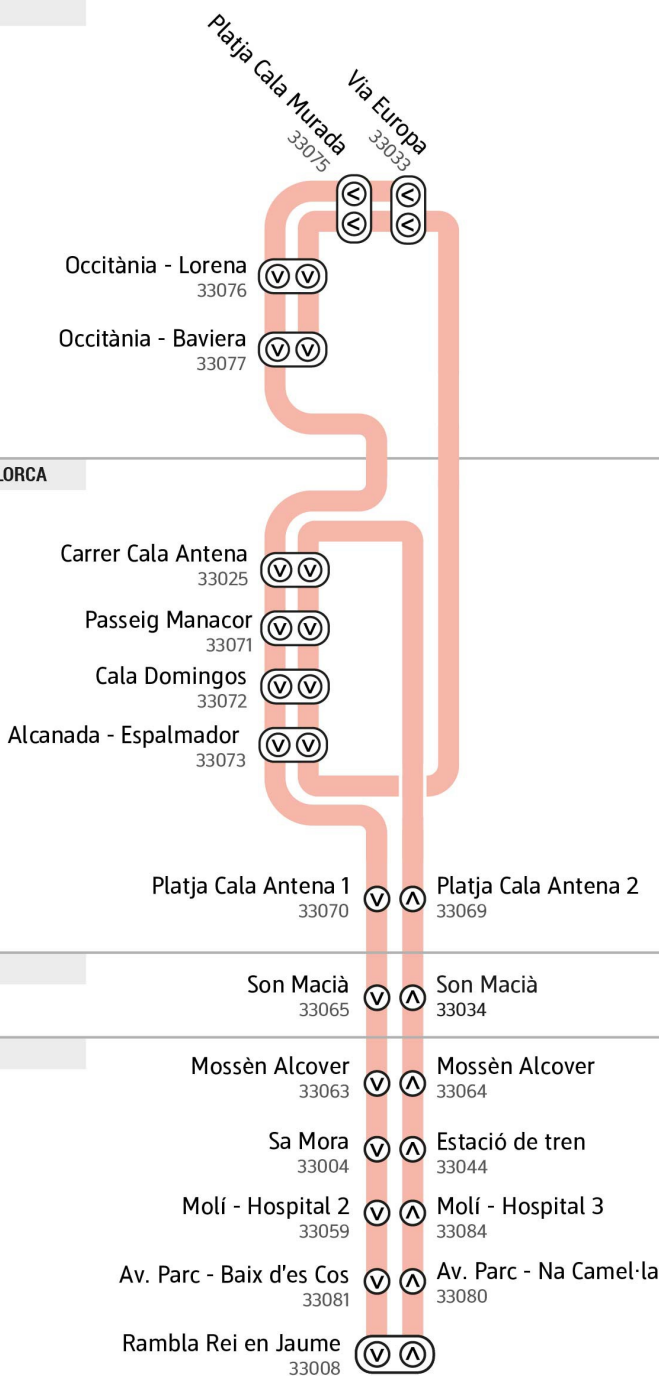 Platja Cala Murada
33075
Via Europa
33033
Occitània - Lorena
33076
Occitània - Baviera
33077
LORCA
Carrer Cala Antena
33025
Passeig Manacor
33071
Cala Domingos
33072
Alcanada - Espalmador
33073
Platja Cala Antena 1
33070
Platja Cala Antena 2
33069
Son Macià
33065
Son Macià
33034
Mossèn Alcover
33063
Mossèn Alcover
33064
Sa Mora
33004
Estació de tren
33044
Molí - Hospital 2
33059
Molí - Hospital 3
33084
Av. Parc - Baix d'es Cos
33081
Av. Parc - Na Camel·la
33080
Rambla Rei en Jaume
33008